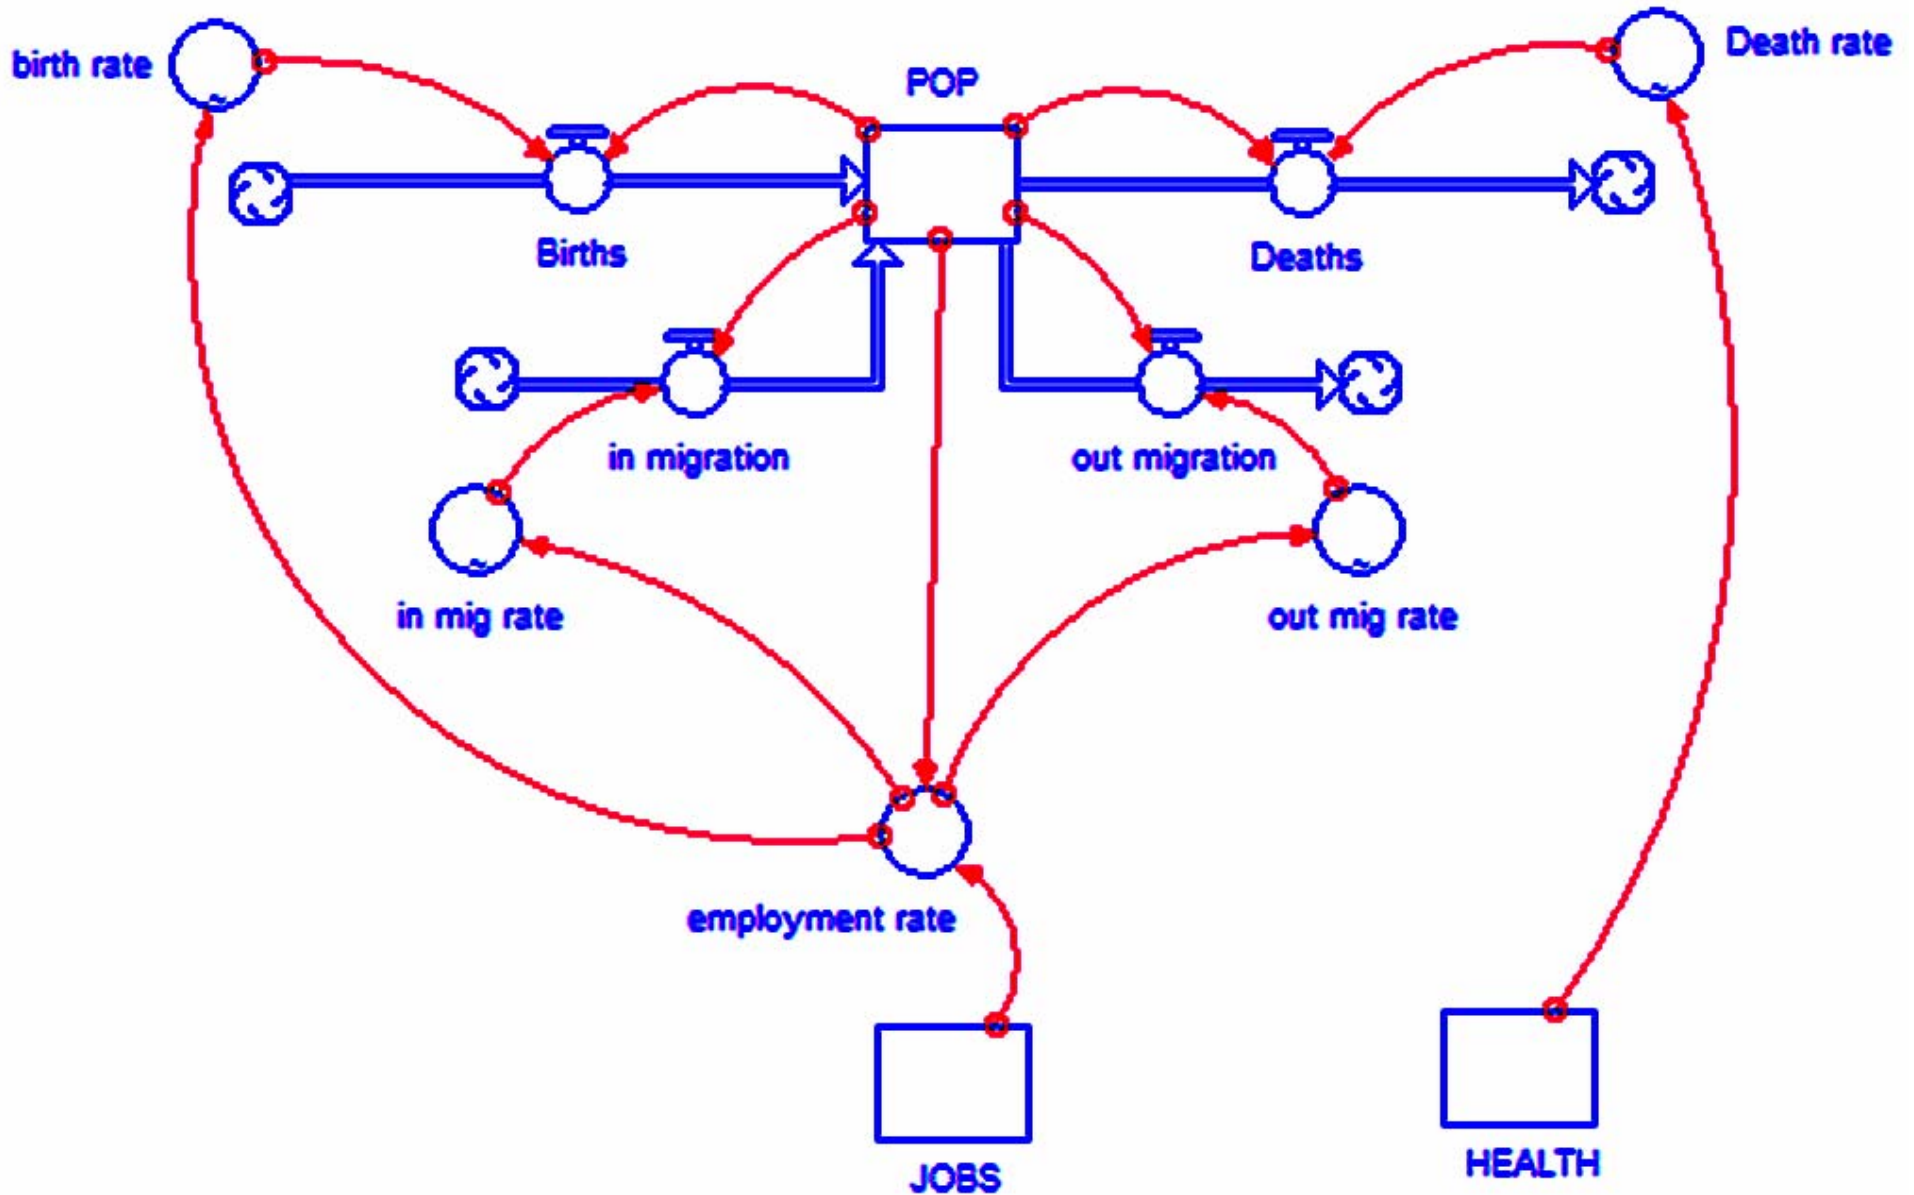 birth rate
POP
Death rate
Births
Deaths
in migration
out migration
in mig rate
out mig rate
employment rate
JOBS
HEALTH